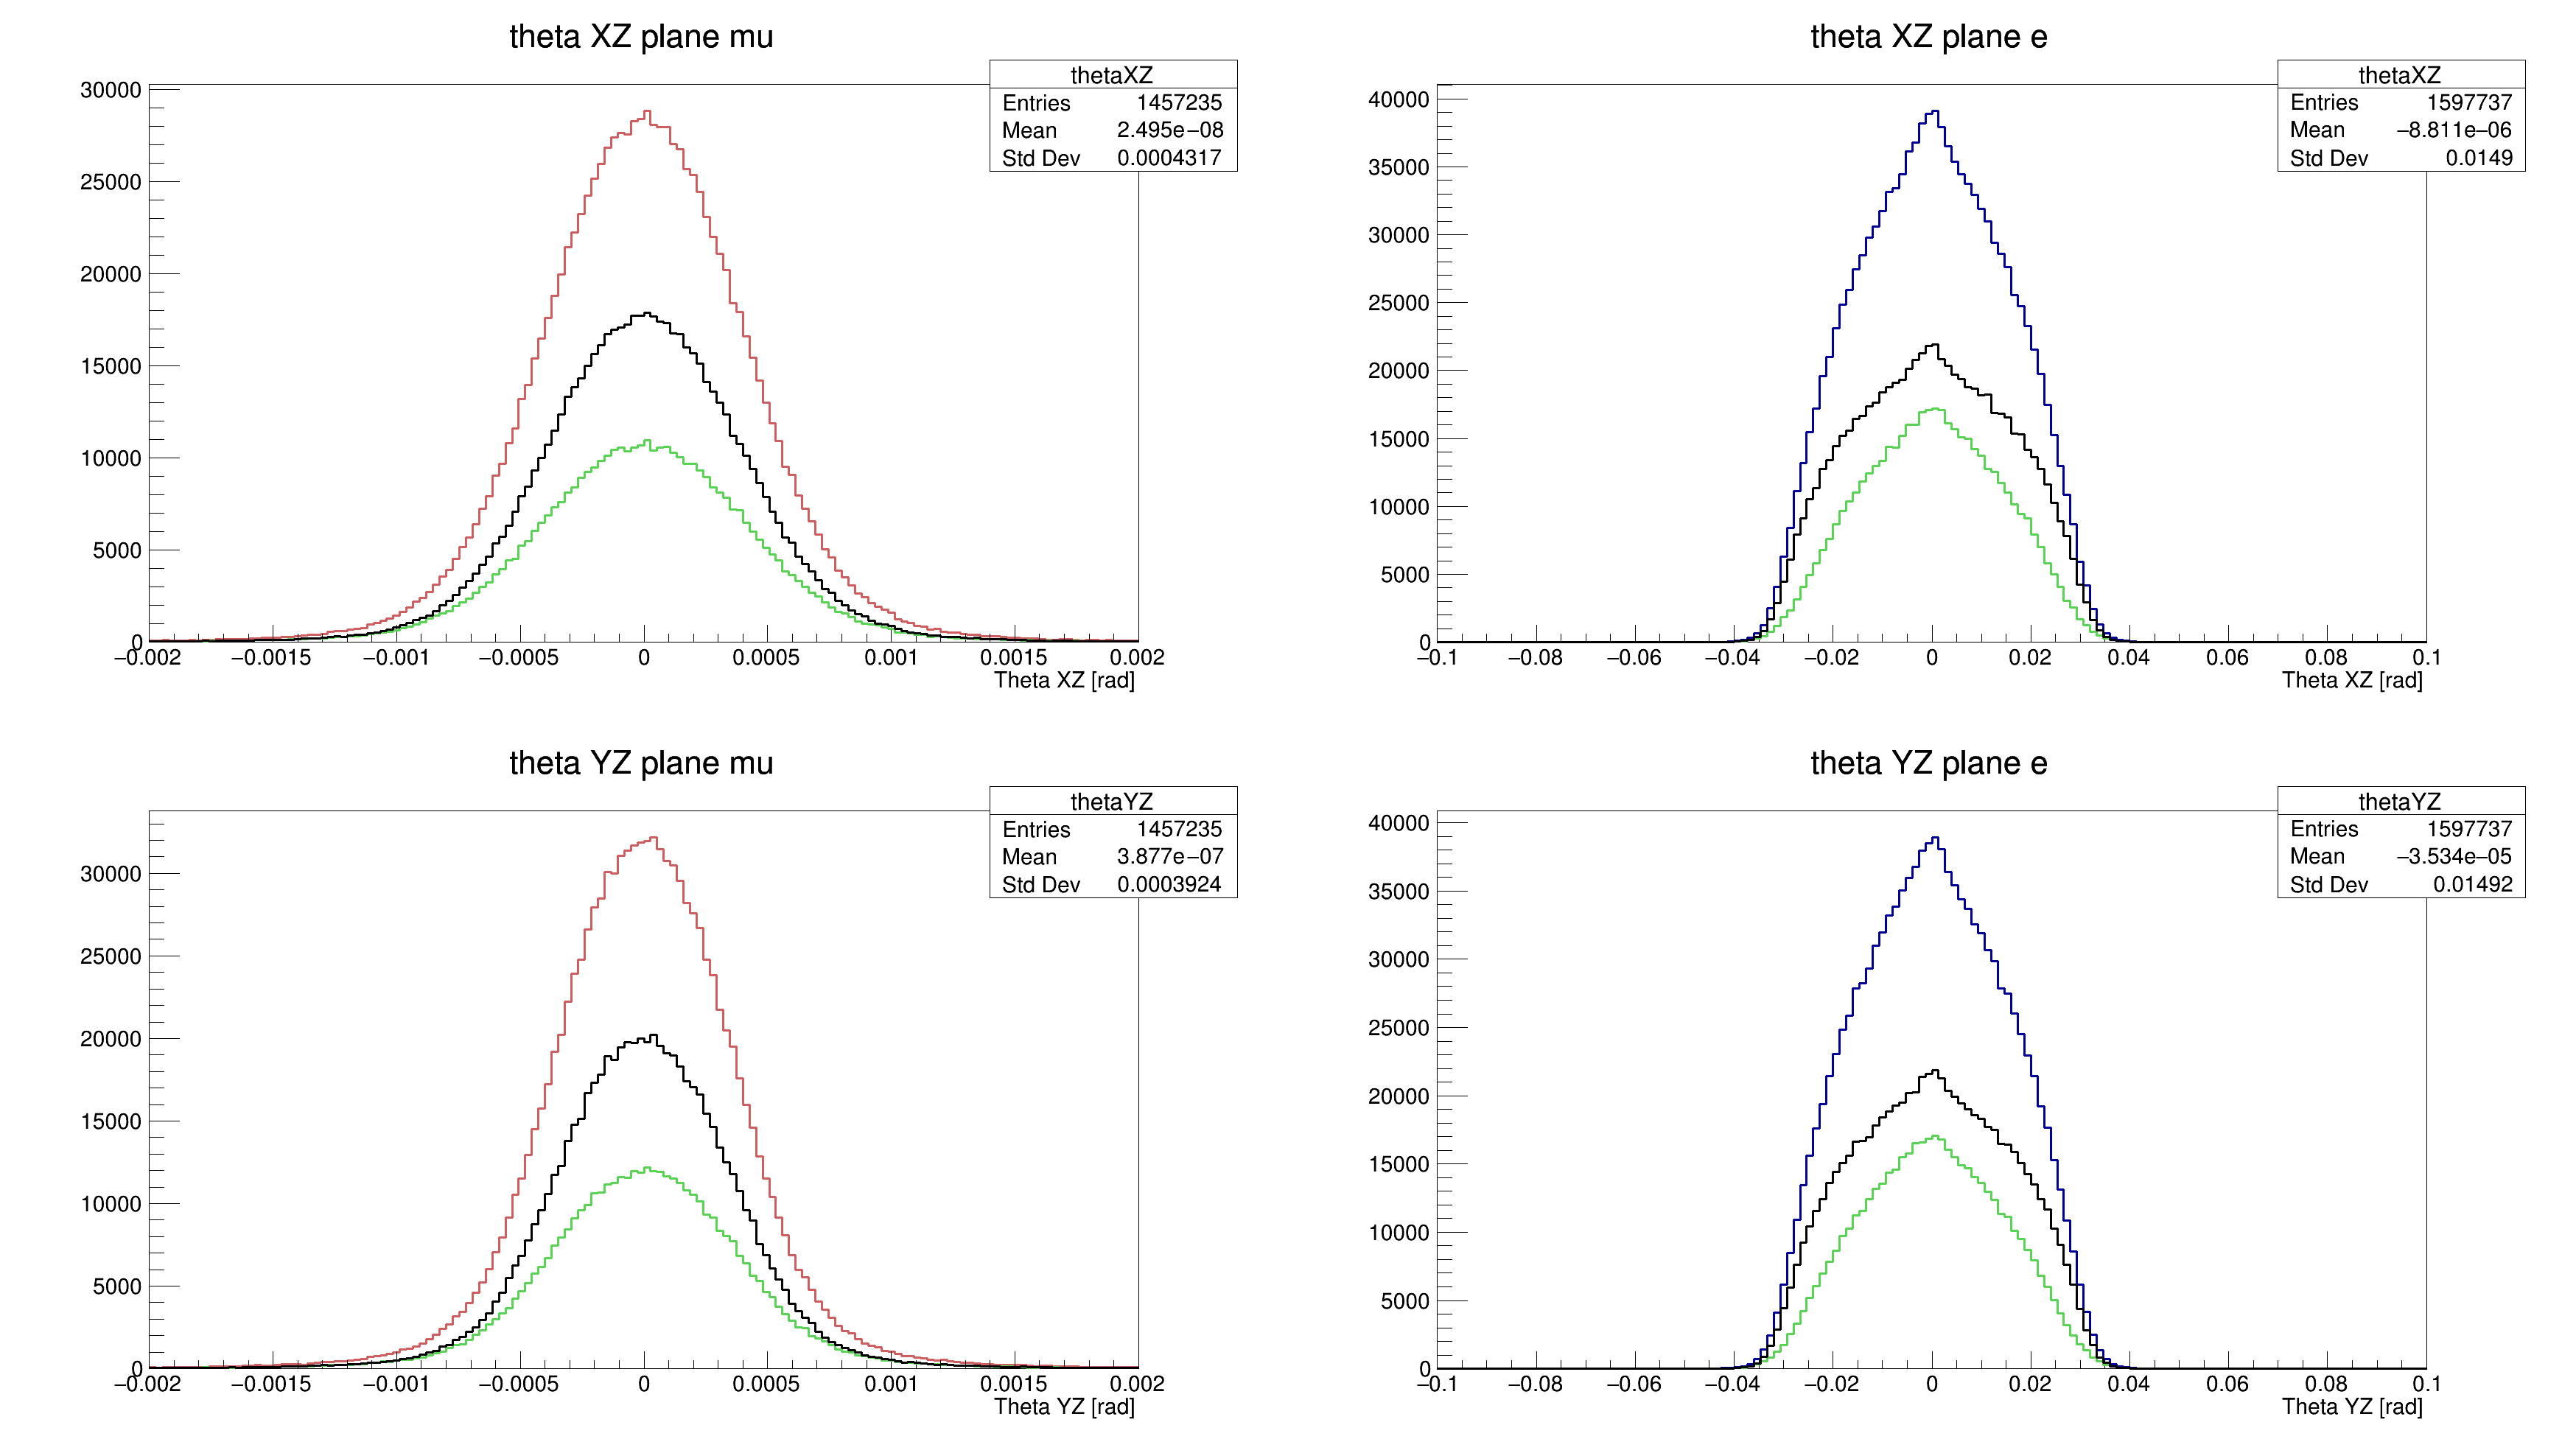 theta XZ plane mu
thetaXZ
Entries 1457235
Mean 2.495e−08
Std Dev 0.0004317
30000
25000
20000
15000
10000
5000
0
−0.002 −0.0015 −0.001 −0.0005 0 0.0005 0.001 0.0015 0.002
Theta XZ [rad]
theta XZ plane e
thetaXZ
Entries 1597737
Mean −8.811e−06
Std Dev 0.0149
40000
35000
30000
25000
20000
15000
10000
5000
0
−0.1 −0.08 −0.06 −0.04 −0.02 0 0.02 0.04 0.06 0.08 0.1
Theta XZ [rad]
theta YZ plane mu
thetaYZ
Entries 1457235
Mean 3.877e−07
Std Dev 0.0003924
30000
25000
20000
15000
10000
5000
0
−0.002 −0.0015 −0.001 −0.0005 0 0.0005 0.001 0.0015 0.002
Theta YZ [rad]
theta YZ plane e
thetaYZ
Entries 1597737
Mean −3.534e−05
Std Dev 0.01492
40000
35000
30000
25000
20000
15000
10000
5000
0
−0.1 −0.08 −0.06 −0.04 −0.02 0 0.02 0.04 0.06 0.08 0.1
Theta YZ [rad]